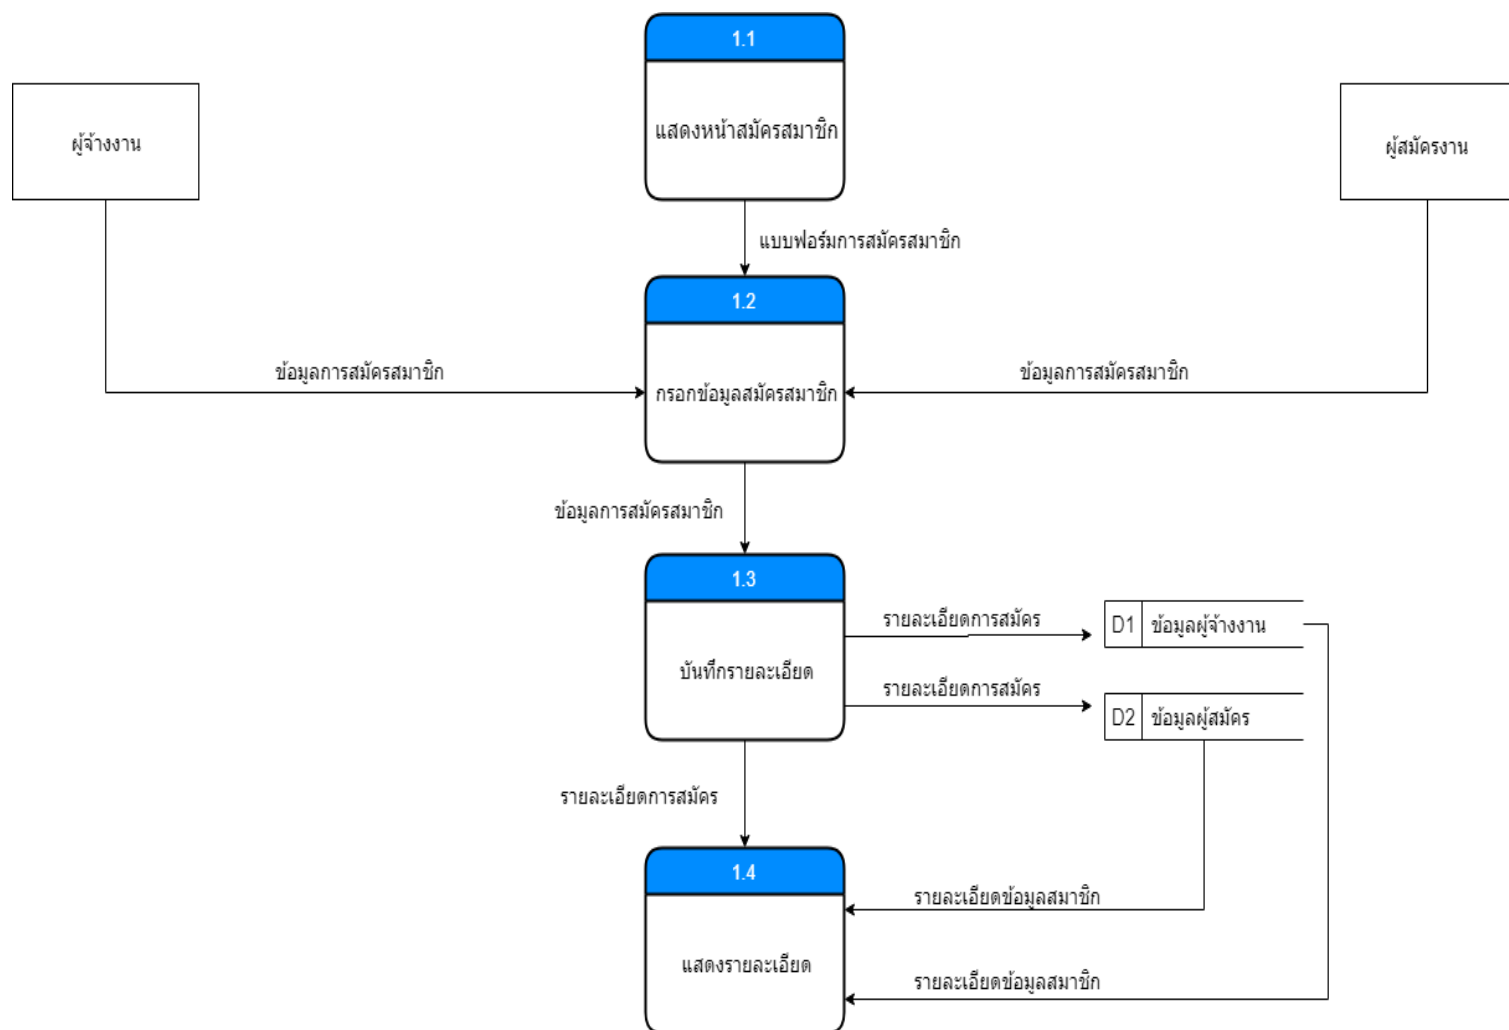 1.1
แสดงหน้าสมัครสมาชิก
ผู้จ้างงาน
ผู้สมัครงาน
แบบฟอร์มการสมัครสมาชิก
1.2
กรอกข้อมูลสมัครสมาชิก
ข้อมูลการสมัครสมาชิก
ข้อมูลการสมัครสมาชิก
ข้อมูลการสมัครสมาชิก
1.3
บันทึกรายละเอียด
รายละเอียดการสมัคร
D1 ข้อมูลผู้จ้างงาน
รายละเอียดการสมัคร
D2 ข้อมูลผู้สมัคร
รายละเอียดการสมัคร
1.4
แสดงรายละเอียด
รายละเอียดข้อมูลสมาชิก
รายละเอียดข้อมูลสมาชิก